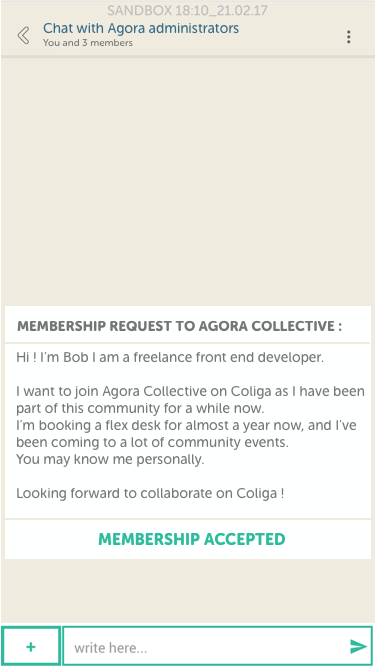 SANDBOX 18:10_21.02.17
Chat with Agora administrators
You and 3 members
MEMBERSHIP REQUEST TO AGORA COLLECTIVE :
Hi ! I'm Bob I am a freelance front end developer.
I want to join Agora Collective on Coliga as I have been
part of this community for a while now.
I'm booking a flex desk for almost a year now, and I've
been coming to a lot of community events.
You may know me personally.
Looking forward to collaborate on Coliga !
MEMBERSHIP ACCEPTED
+
write here...